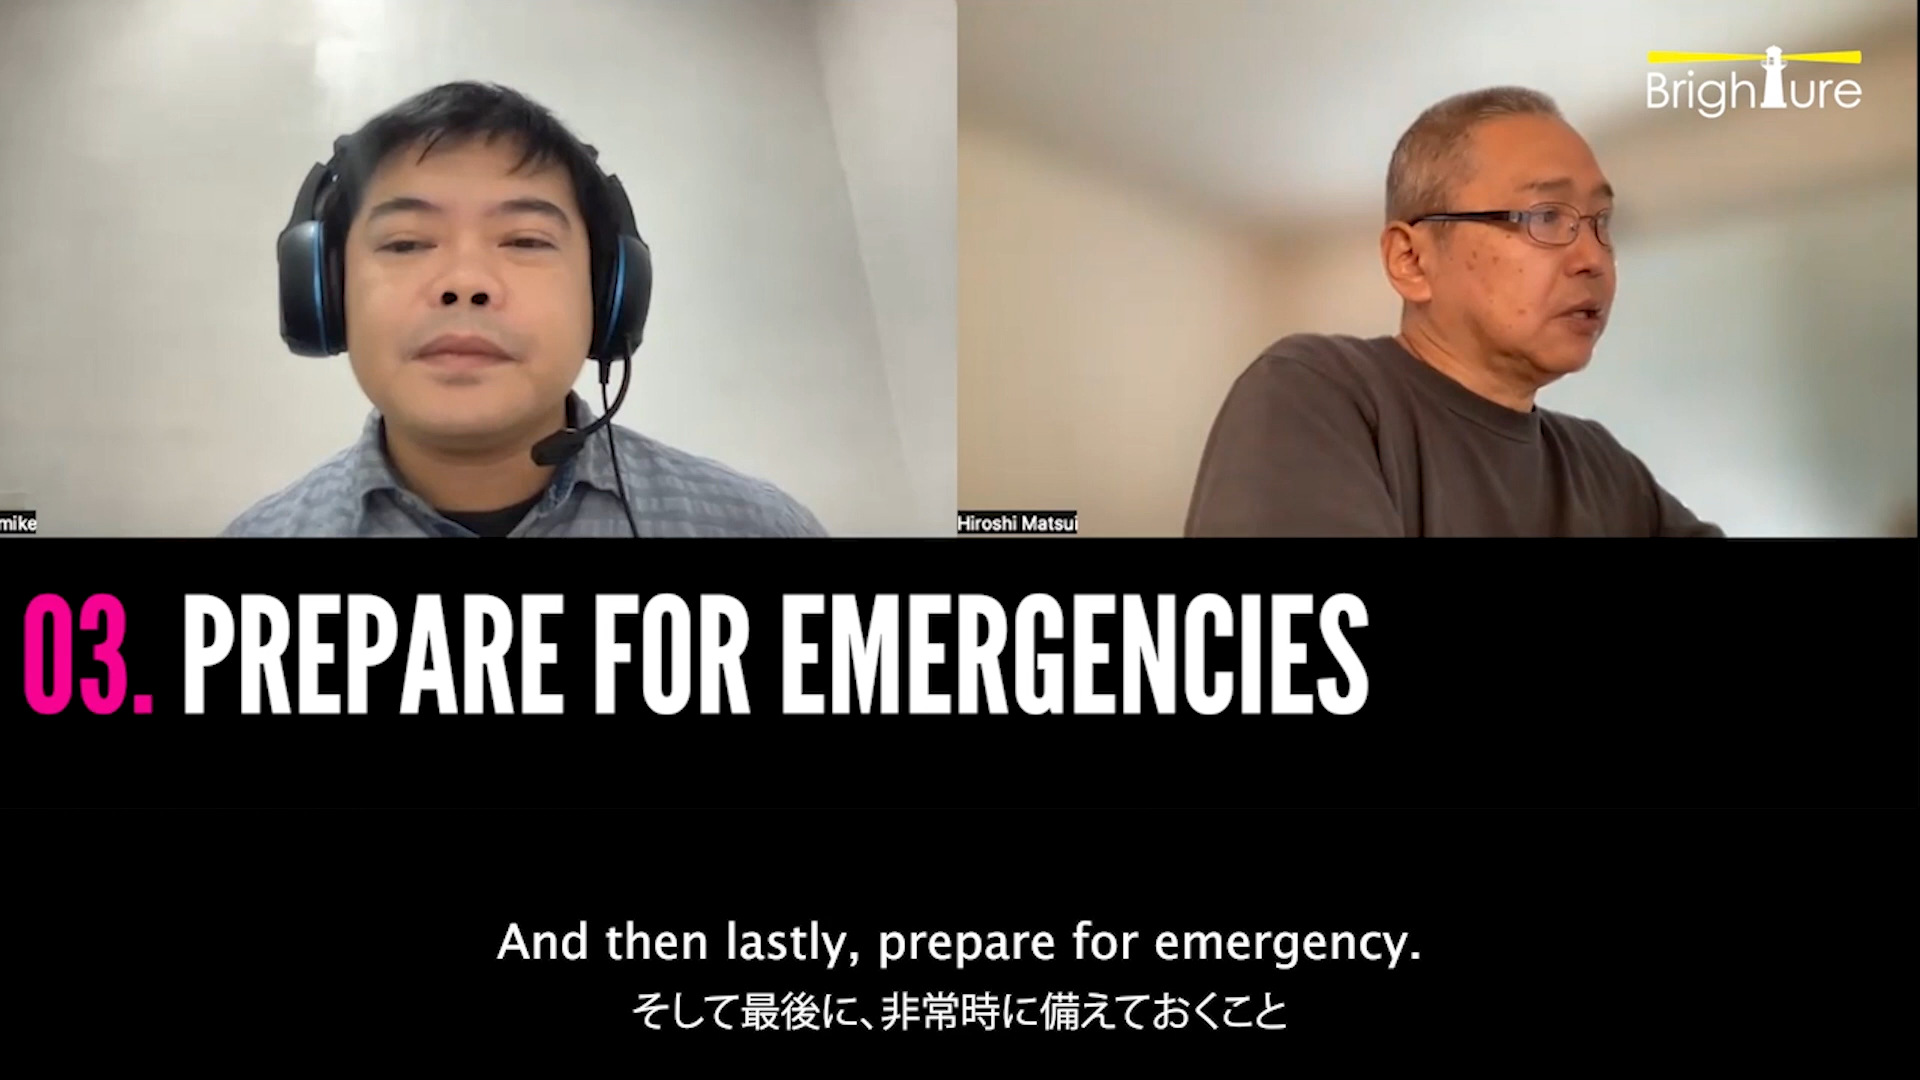 Brighture
mike
Hiroshi Matsui
03. PREPARE FOR EMERGENCIES
And then lastly, prepare for emergency.
そして最後に、非常時に備えておくこと